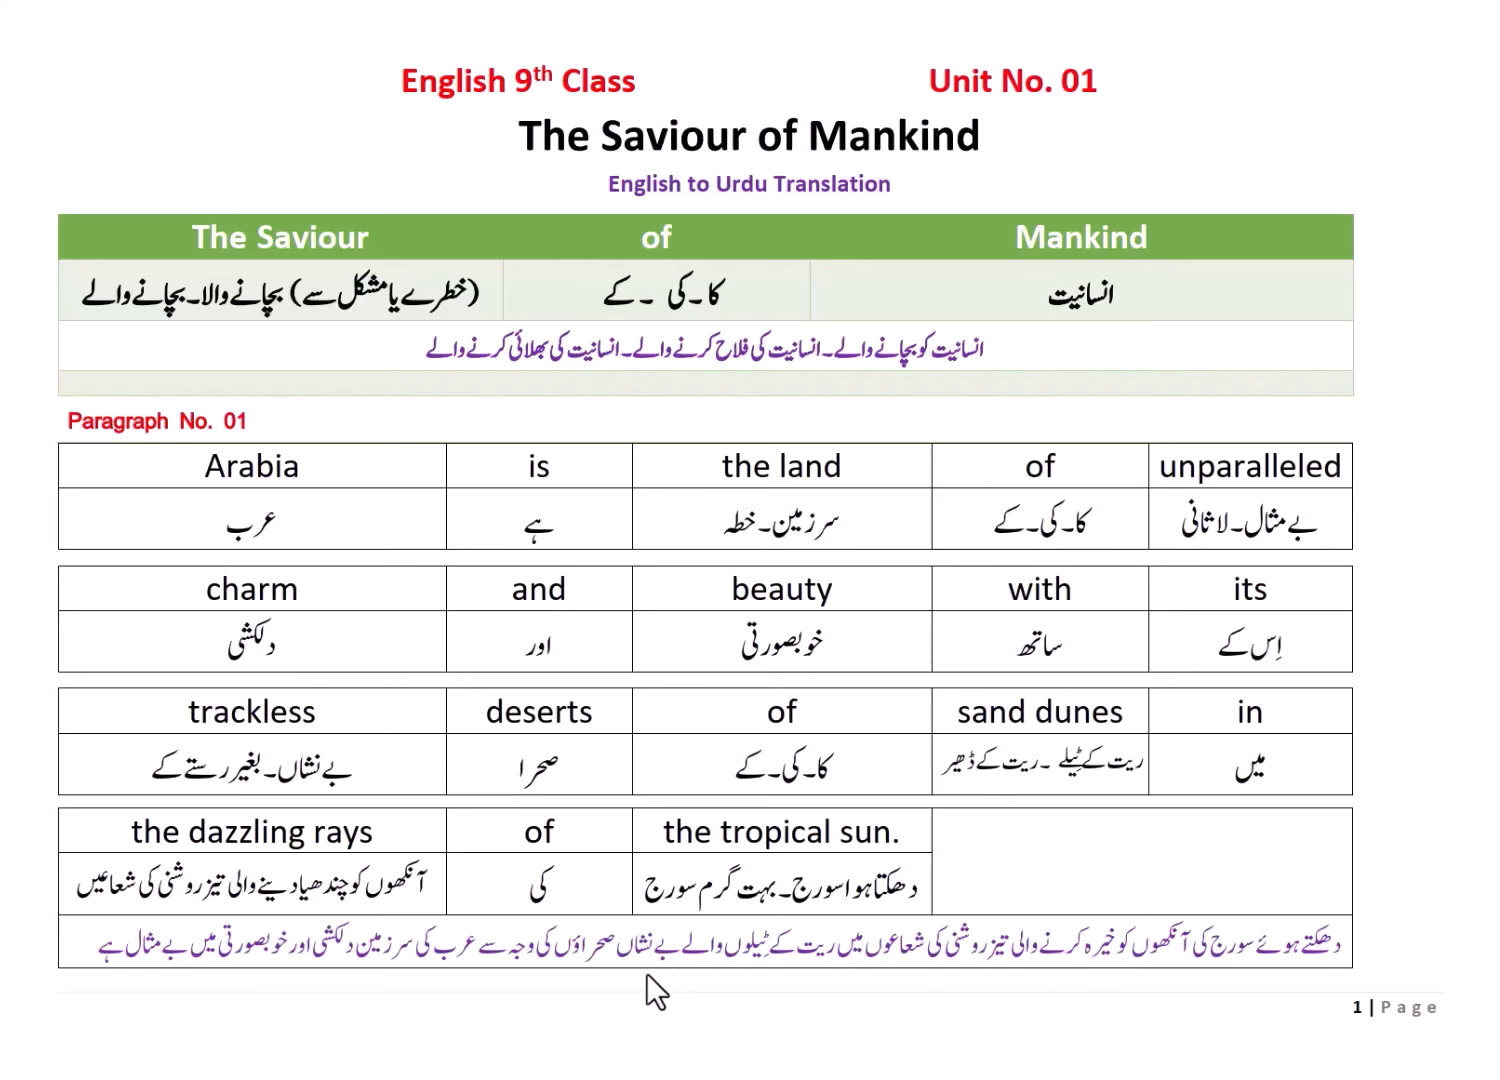 English 9th Class Unit No. 01
The Saviour of Mankind
English to Urdu Translation
The Saviour of Mankind
(خطرے یا مشکل سے) بچانے والا۔ بچانے والے کا۔ کی ۔ کے انسانیت
انسانیت کو بچانے والے۔ انسانیت کی فلاح کرنے والے۔ انسانیت کی بھلائی کرنے والے
Paragraph No. 01
Arabia is the land of unparalleled
عرب ہے سرزمین۔ خطہ کا۔ کی۔ کے بے مثال۔ لاثانی
charm and beauty with its
دلکشی اور خوبصورتی ساتھ اِس کے
trackless deserts of sand dunes in
بے نشاں۔ بغیر رستے کے صحرا کا۔ کی۔ کے ریت کے ٹیلے ۔ ریت کے ڈھیر میں
the dazzling rays of the tropical sun.
آنکھوں کو چندھیا دینے والی تیز روشنی کی شعاعیں کی دھکتا ہوا سورج۔ بہت گرم سورج
دھکتے ہوئے سورج کی آنکھوں کو خیرہ کرنے والی تیز روشنی کی شعاعوں میں ریت کے ٹیلوں والے بے نشاں صحراؤں کی وجہ سے عرب کی سرزمین دلکشی اور خوبصورتی میں بے مثال ہے
1 | Page